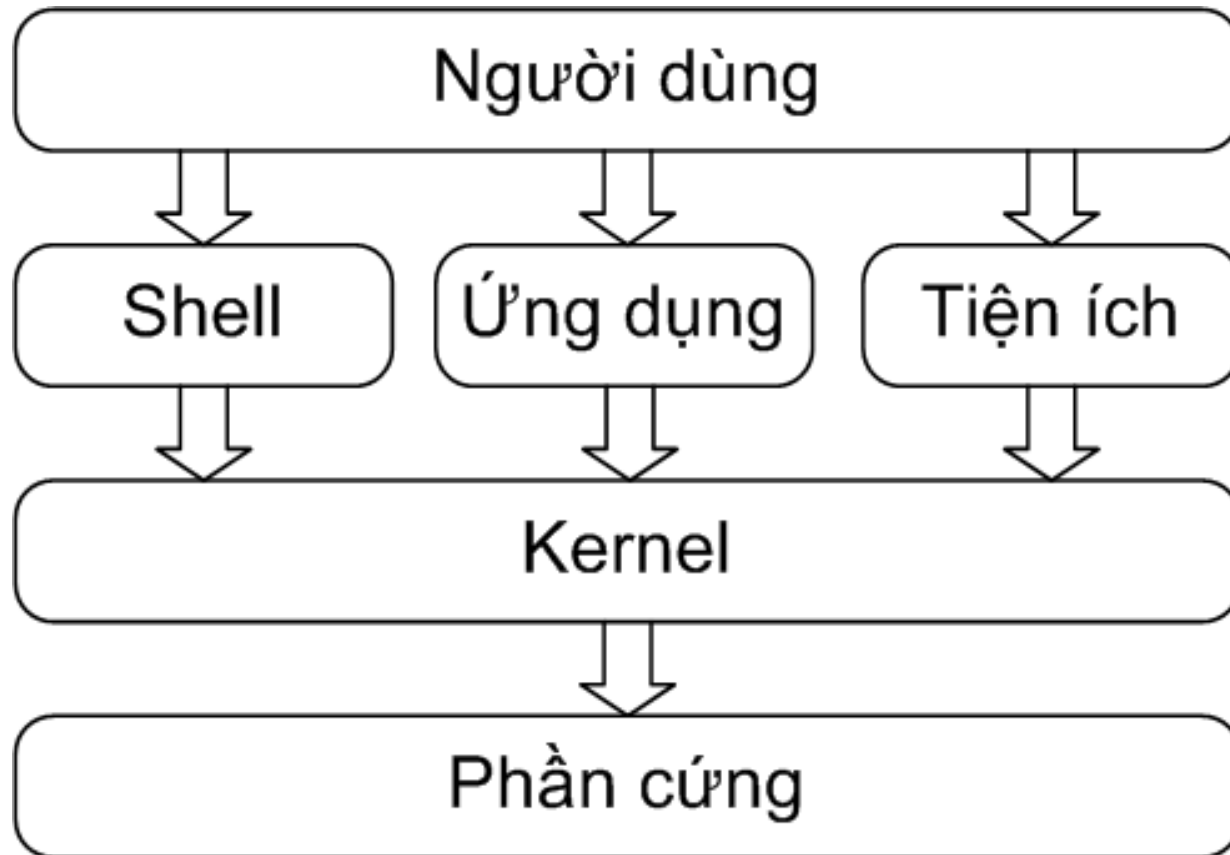 Người dùng
Shell
Ứng dụng
Tiện ích
Kernel
Phần cứng